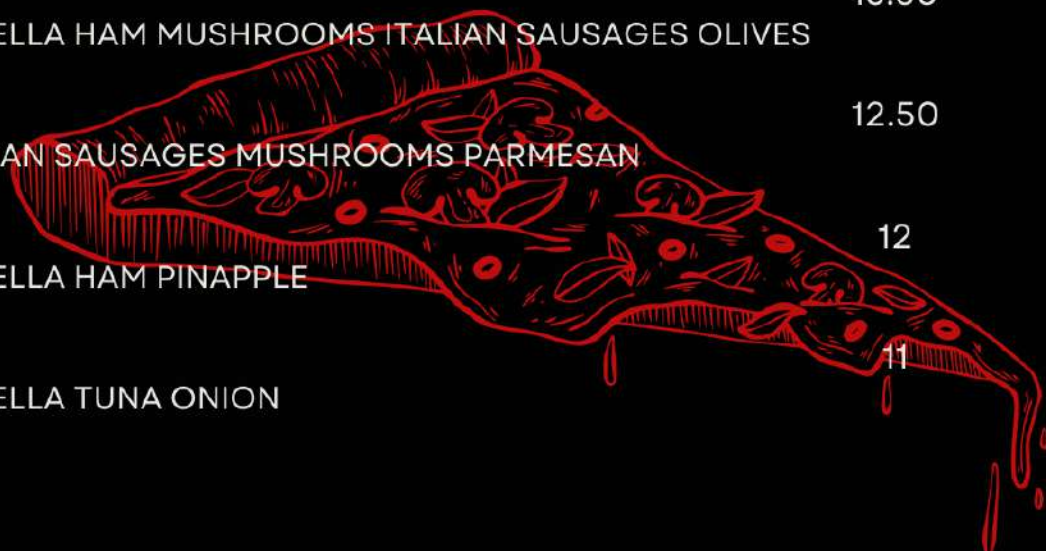 ELLA HAM MUSHROOMS ITALIAN SAUSAGES OLIVES
12.50
AN SAUSAGES MUSHROOMS PARMESAN
12
ELLA HAM PINAPPLE
11
ELLA TUNA ONION